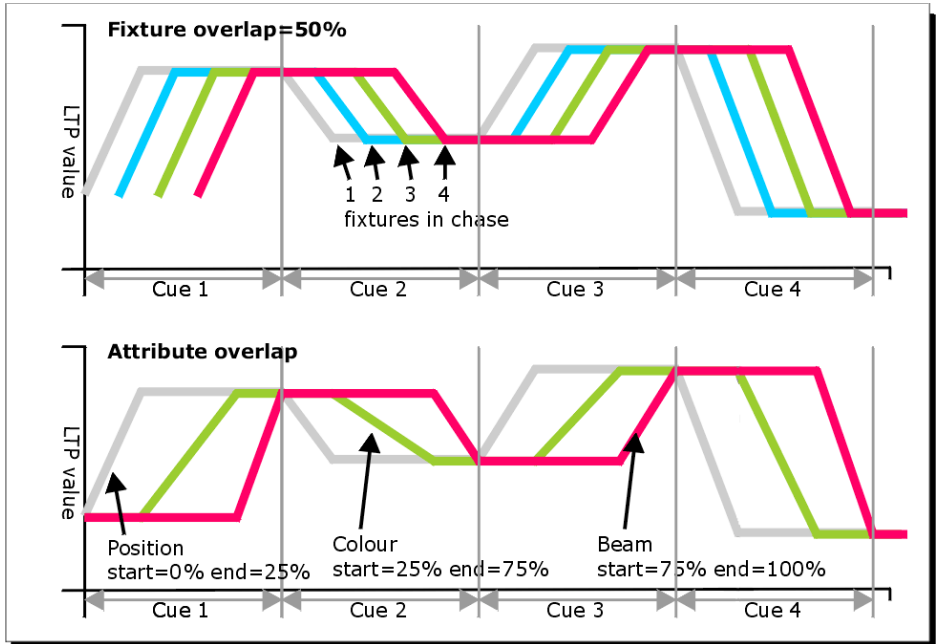 Fixture overlap=50%
LTP value
1 2 3 4
fixtures in chase
Cue 1 Cue 2 Cue 3 Cue 4
Attribute overlap
LTP value
Position
start=0% end=25%
Colour
start=25% end=75%
Beam
start=75% end=100%
Cue 1 Cue 2 Cue 3 Cue 4